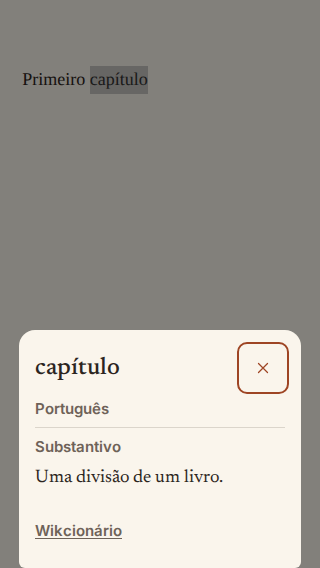 Primeiro capítulo
capítulo
Português
Substantivo
Uma divisão de um livro.
Wikcionário